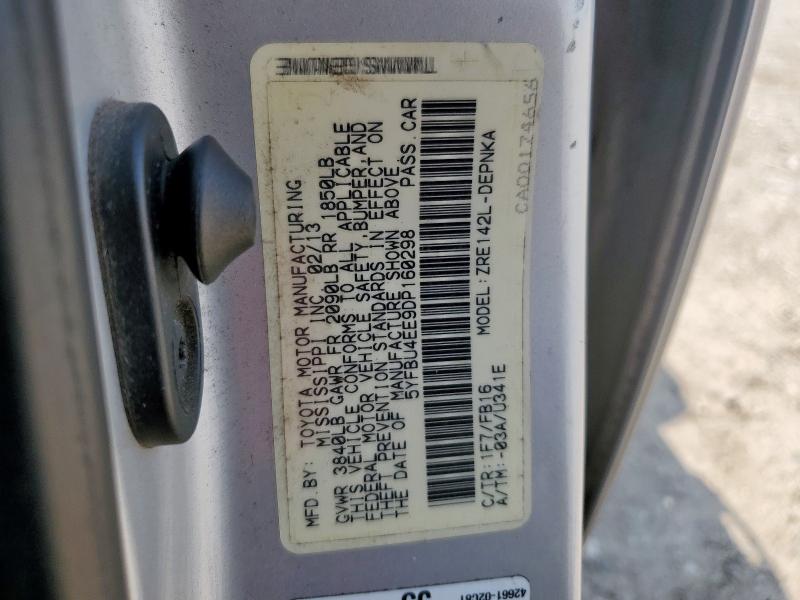 MFD. BY: TOYOTA MOTOR MANUFACTURING
MISSISSIPPI INC. 02/13
GVWR 3840LB GAWR FR 2090LB RR 1850LB
THIS VEHICLE CONFORMS TO ALL APPLICABLE
FEDERAL MOTOR VEHICLE SAFETY, BUMPER, AND
THEFT PREVENTION STANDARDS IN EFFECT ON
THE DATE OF MANUFACTURE SHOWN ABOVE.
5YFBU4EE9DP160298 PASS. CAR
C/TR: 1F7/FB16 MODEL: ZRE142L-DEPNKA
A/TM: -03A/U341E
CA00174656
42661-02C81